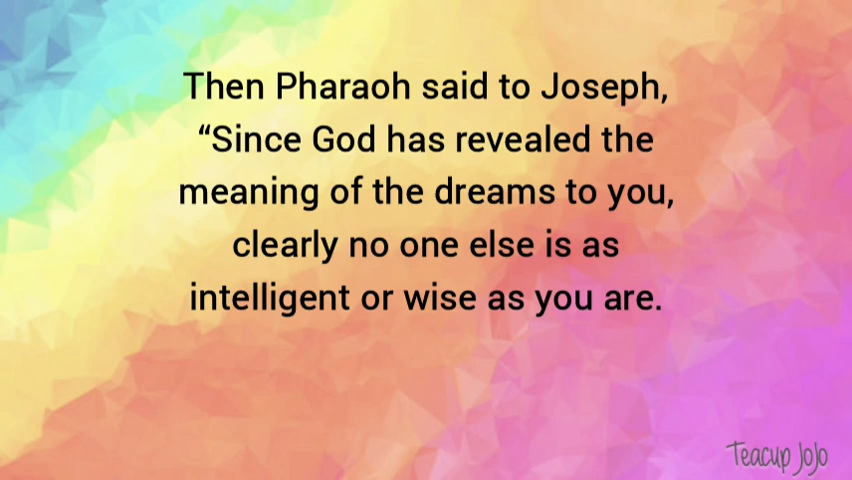 Then Pharaoh said to Joseph,
“Since God has revealed the
meaning of the dreams to you,
clearly no one else is as
intelligent or wise as you are.
Teacup JoJo